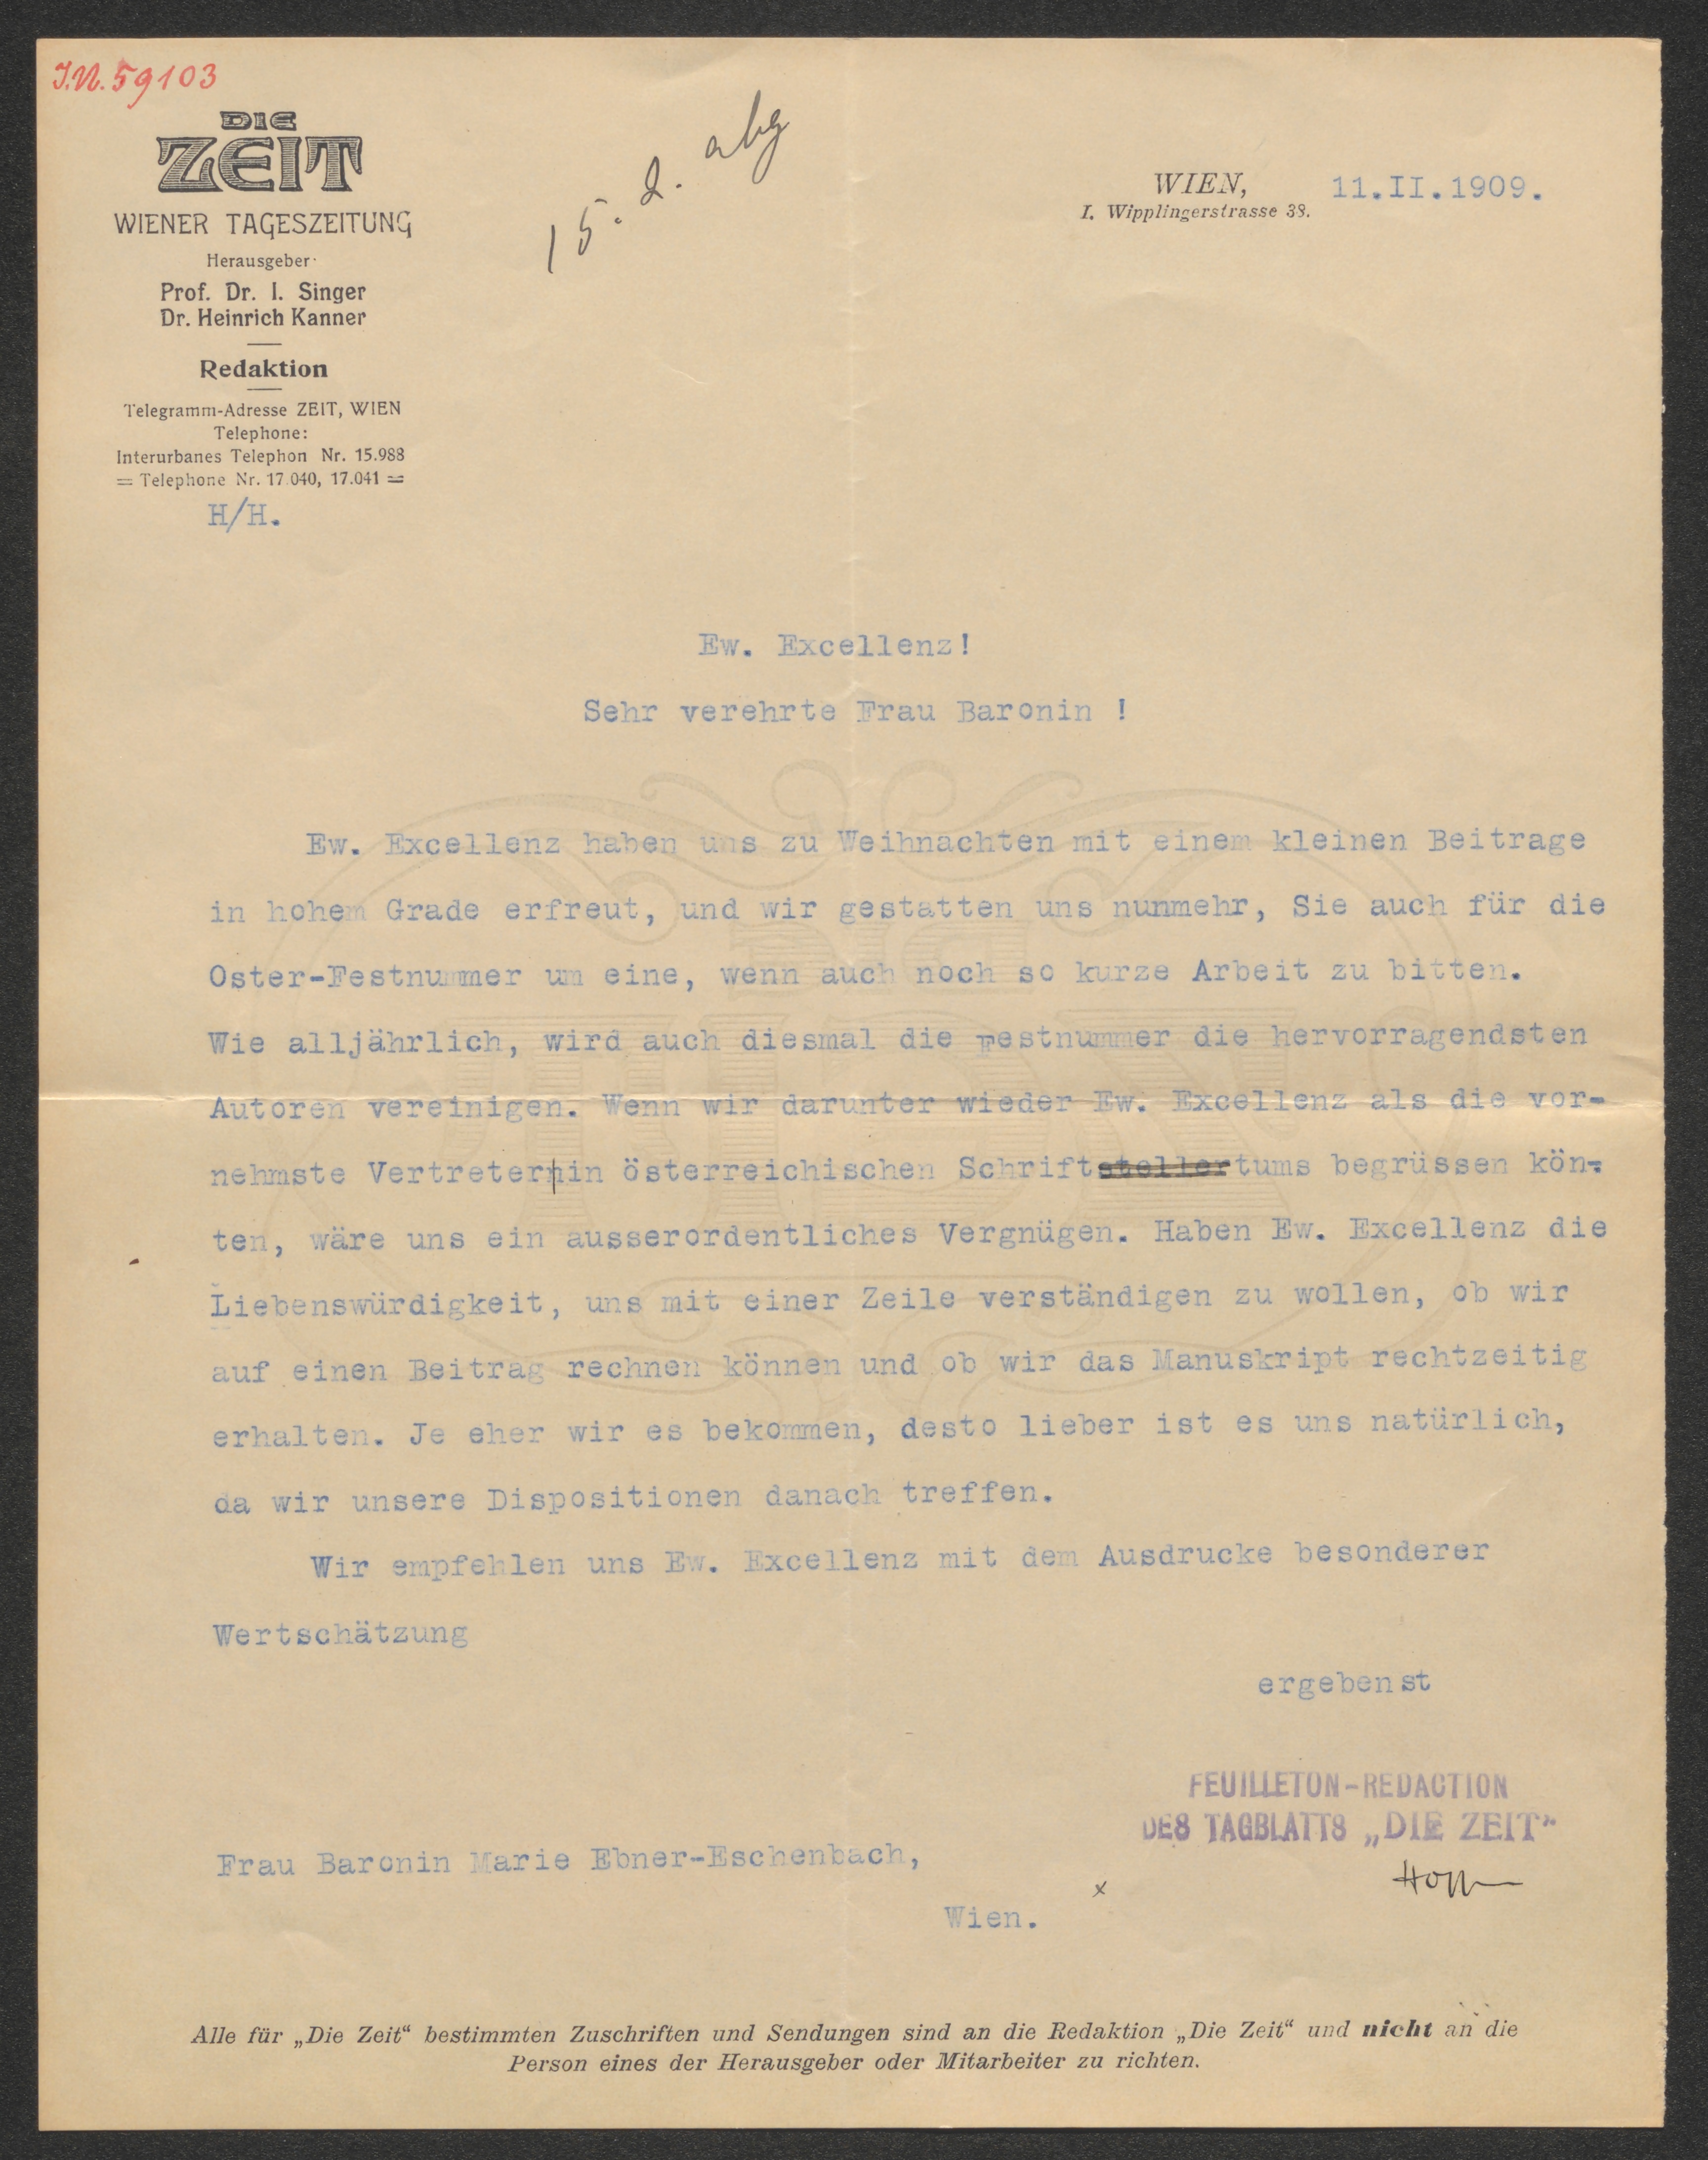 I.N. 59103
DIE
ZEIT
WIENER TAGESZEITUNG
Herausgeber
Prof. Dr. I. Singer
Dr. Heinrich Kanner
Redaktion
Telegramm-Adresse ZEIT, WIEN
Telephone:
Interurbanes Telephon Nr. 15.988
= Telephone Nr. 17.040, 17.041 =
H/H.
15. 2. abg
WIEN, 11.II.1909.
I. Wipplingerstrasse 38.
Ew. Excellenz!
Sehr verehrte Frau Baronin !
Ew. Excellenz haben uns zu Weihnachten mit einem kleinen Beitrage
in hohem Grade erfreut, und wir gestatten uns nunmehr, Sie auch für die
Oster-Festnummer um eine, wenn auch noch so kurze Arbeit zu bitten.
Wie alljährlich, wird auch diesmal die Festnummer die hervorragendsten
Autoren vereinigen. Wenn wir darunter wieder Ew. Excellenz als die vor-
nehmste Vertreterin österreichischen Schriftstellertums begrüssen kön-
ten, wäre uns ein ausserordentliches Vergnügen. Haben Ew. Excellenz die
Liebenswürdigkeit, uns mit einer Zeile verständigen zu wollen, ob wir
auf einen Beitrag rechnen können und ob wir das Manuskript rechtzeitig
erhalten. Je eher wir es bekommen, desto lieber ist es uns natürlich,
da wir unsere Dispositionen danach treffen.
Wir empfehlen uns Ew. Excellenz mit dem Ausdrucke besonderer
Wertschätzung
ergebenst
FEUILLETON-REDACTION
DES TAGBLATTS „DIE ZEIT"
Frau Baronin Marie Ebner-Eschenbach,
Wien.
Alle für „Die Zeit“ bestimmten Zuschriften und Sendungen sind an die Redaktion „Die Zeit“ und nicht an die
Person eines der Herausgeber oder Mitarbeiter zu richten.